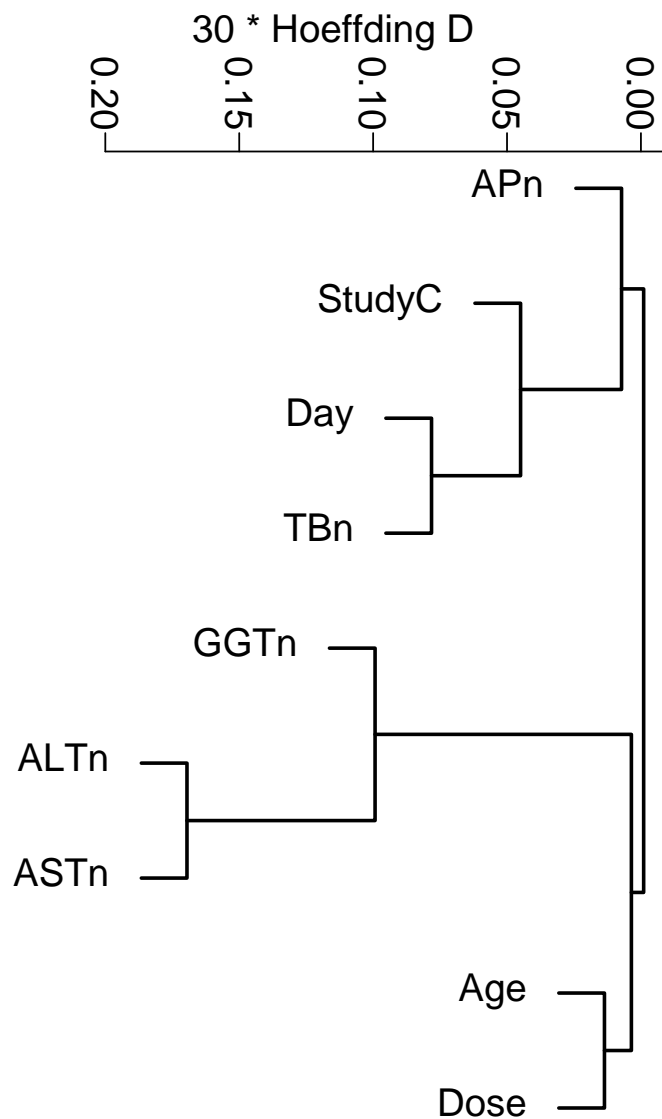 30 * Hoeffding D
0.20 0.15 0.10 0.05 0.00
APn
StudyC
Day
TBn
GGTn
ALTn
ASTn
Age
Dose